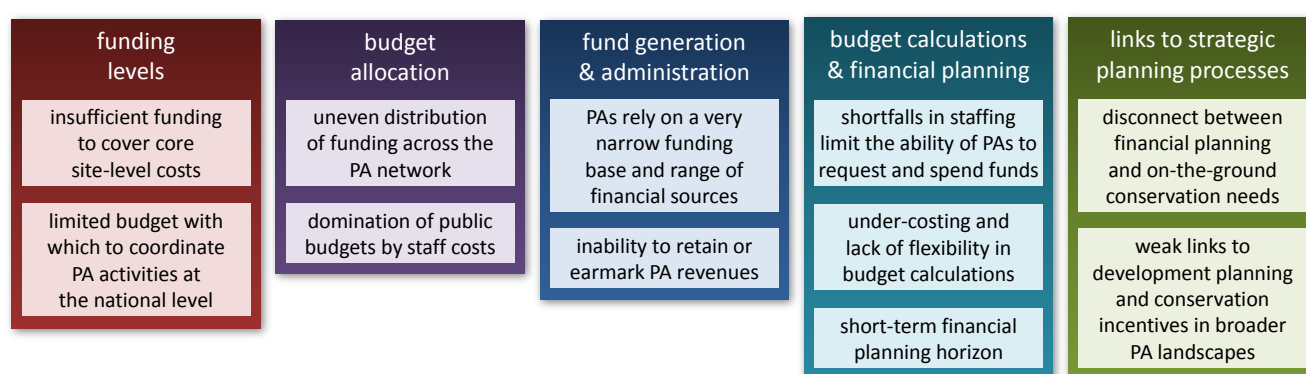 funding
levels
insufficient funding
to cover core
site-level costs
limited budget with
which to coordinate
PA activities at
the national level
budget
allocation
uneven distribution
of funding across the
PA network
domination of public
budgets by staff costs
fund generation
& administration
PAs rely on a very
narrow funding
base and range of
financial sources
inability to retain or
earmark PA revenues
budget calculations
& financial planning
shortfalls in staffing
limit the ability of PAs to
request and spend funds
under-costing and
lack of flexibility in
budget calculations
short-term financial
planning horizon
links to strategic
planning processes
disconnect between
financial planning
and on-the-ground
conservation needs
weak links to
development planning
and conservation
incentives in broader
PA landscapes